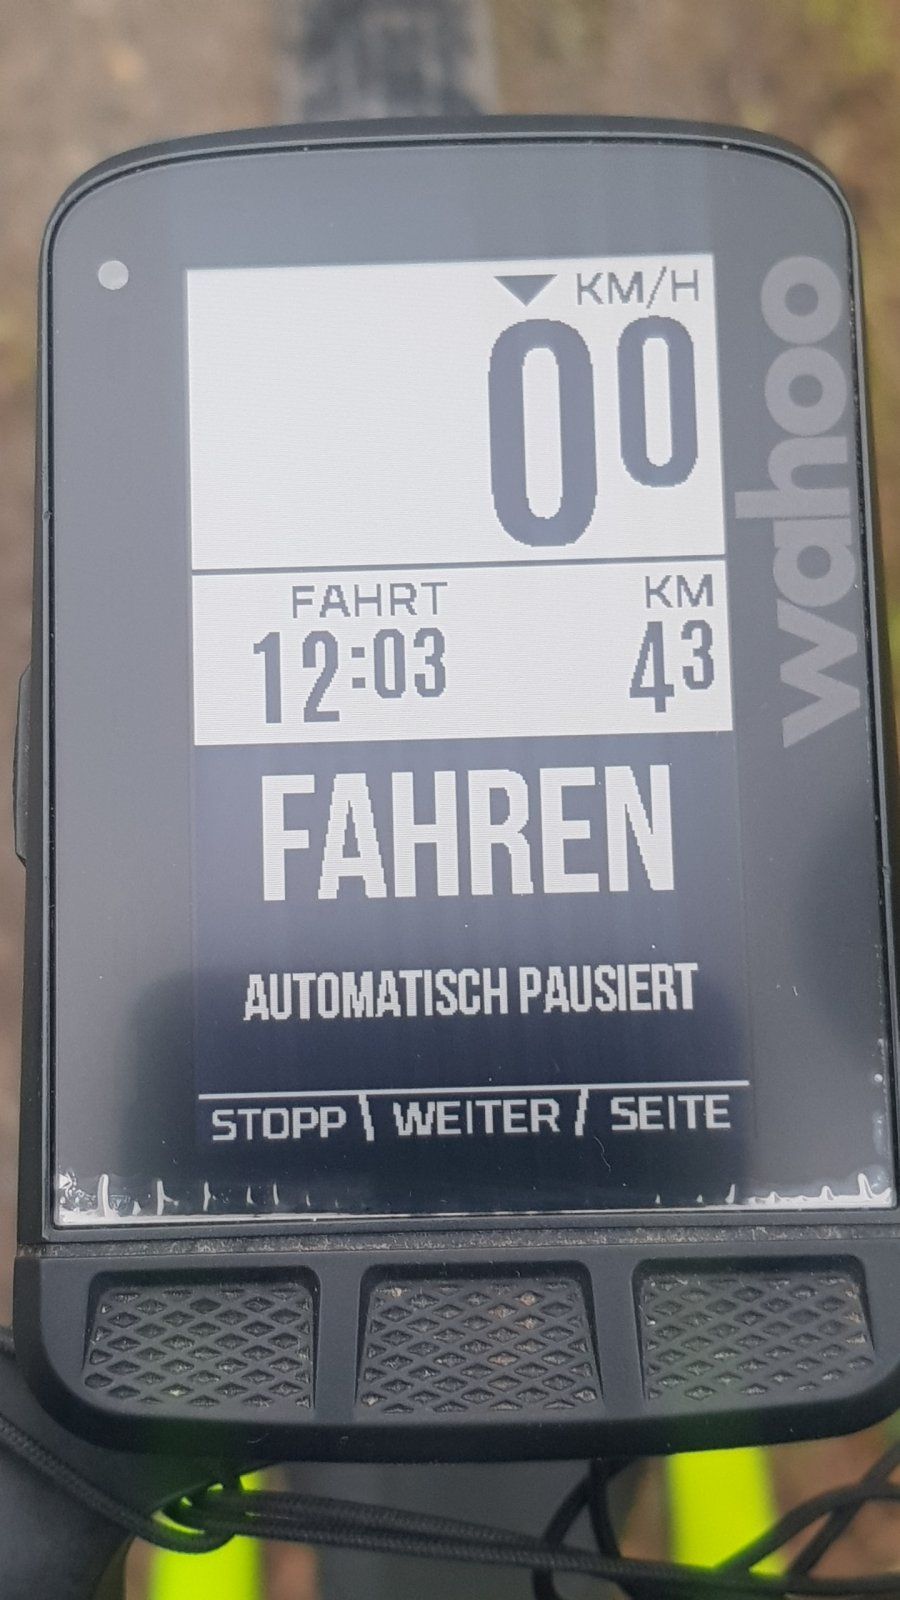 KM/H
00
FAHRT KM
12:03 43
FAHREN
AUTOMATISCH PAUSIERT
STOPP \ WEITER / SEITE
wahoo